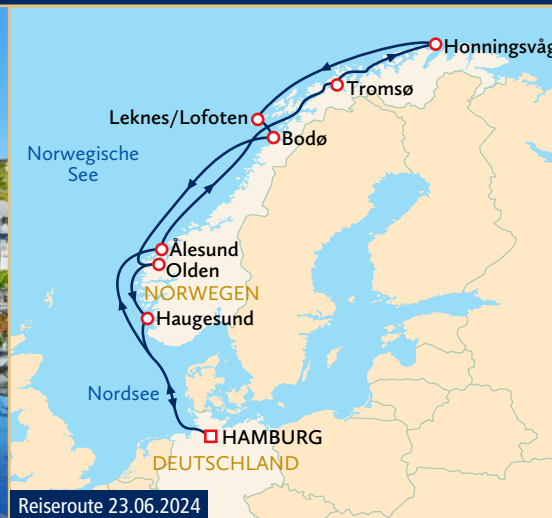 Honningsvåg
Tromsø
Leknes/Lofoten
Bodø
Norwegische
See
Ålesund
Olden
NORWEGEN
Haugesund
Nordsee
HAMBURG
DEUTSCHLAND
Reiseroute 23.06.2024